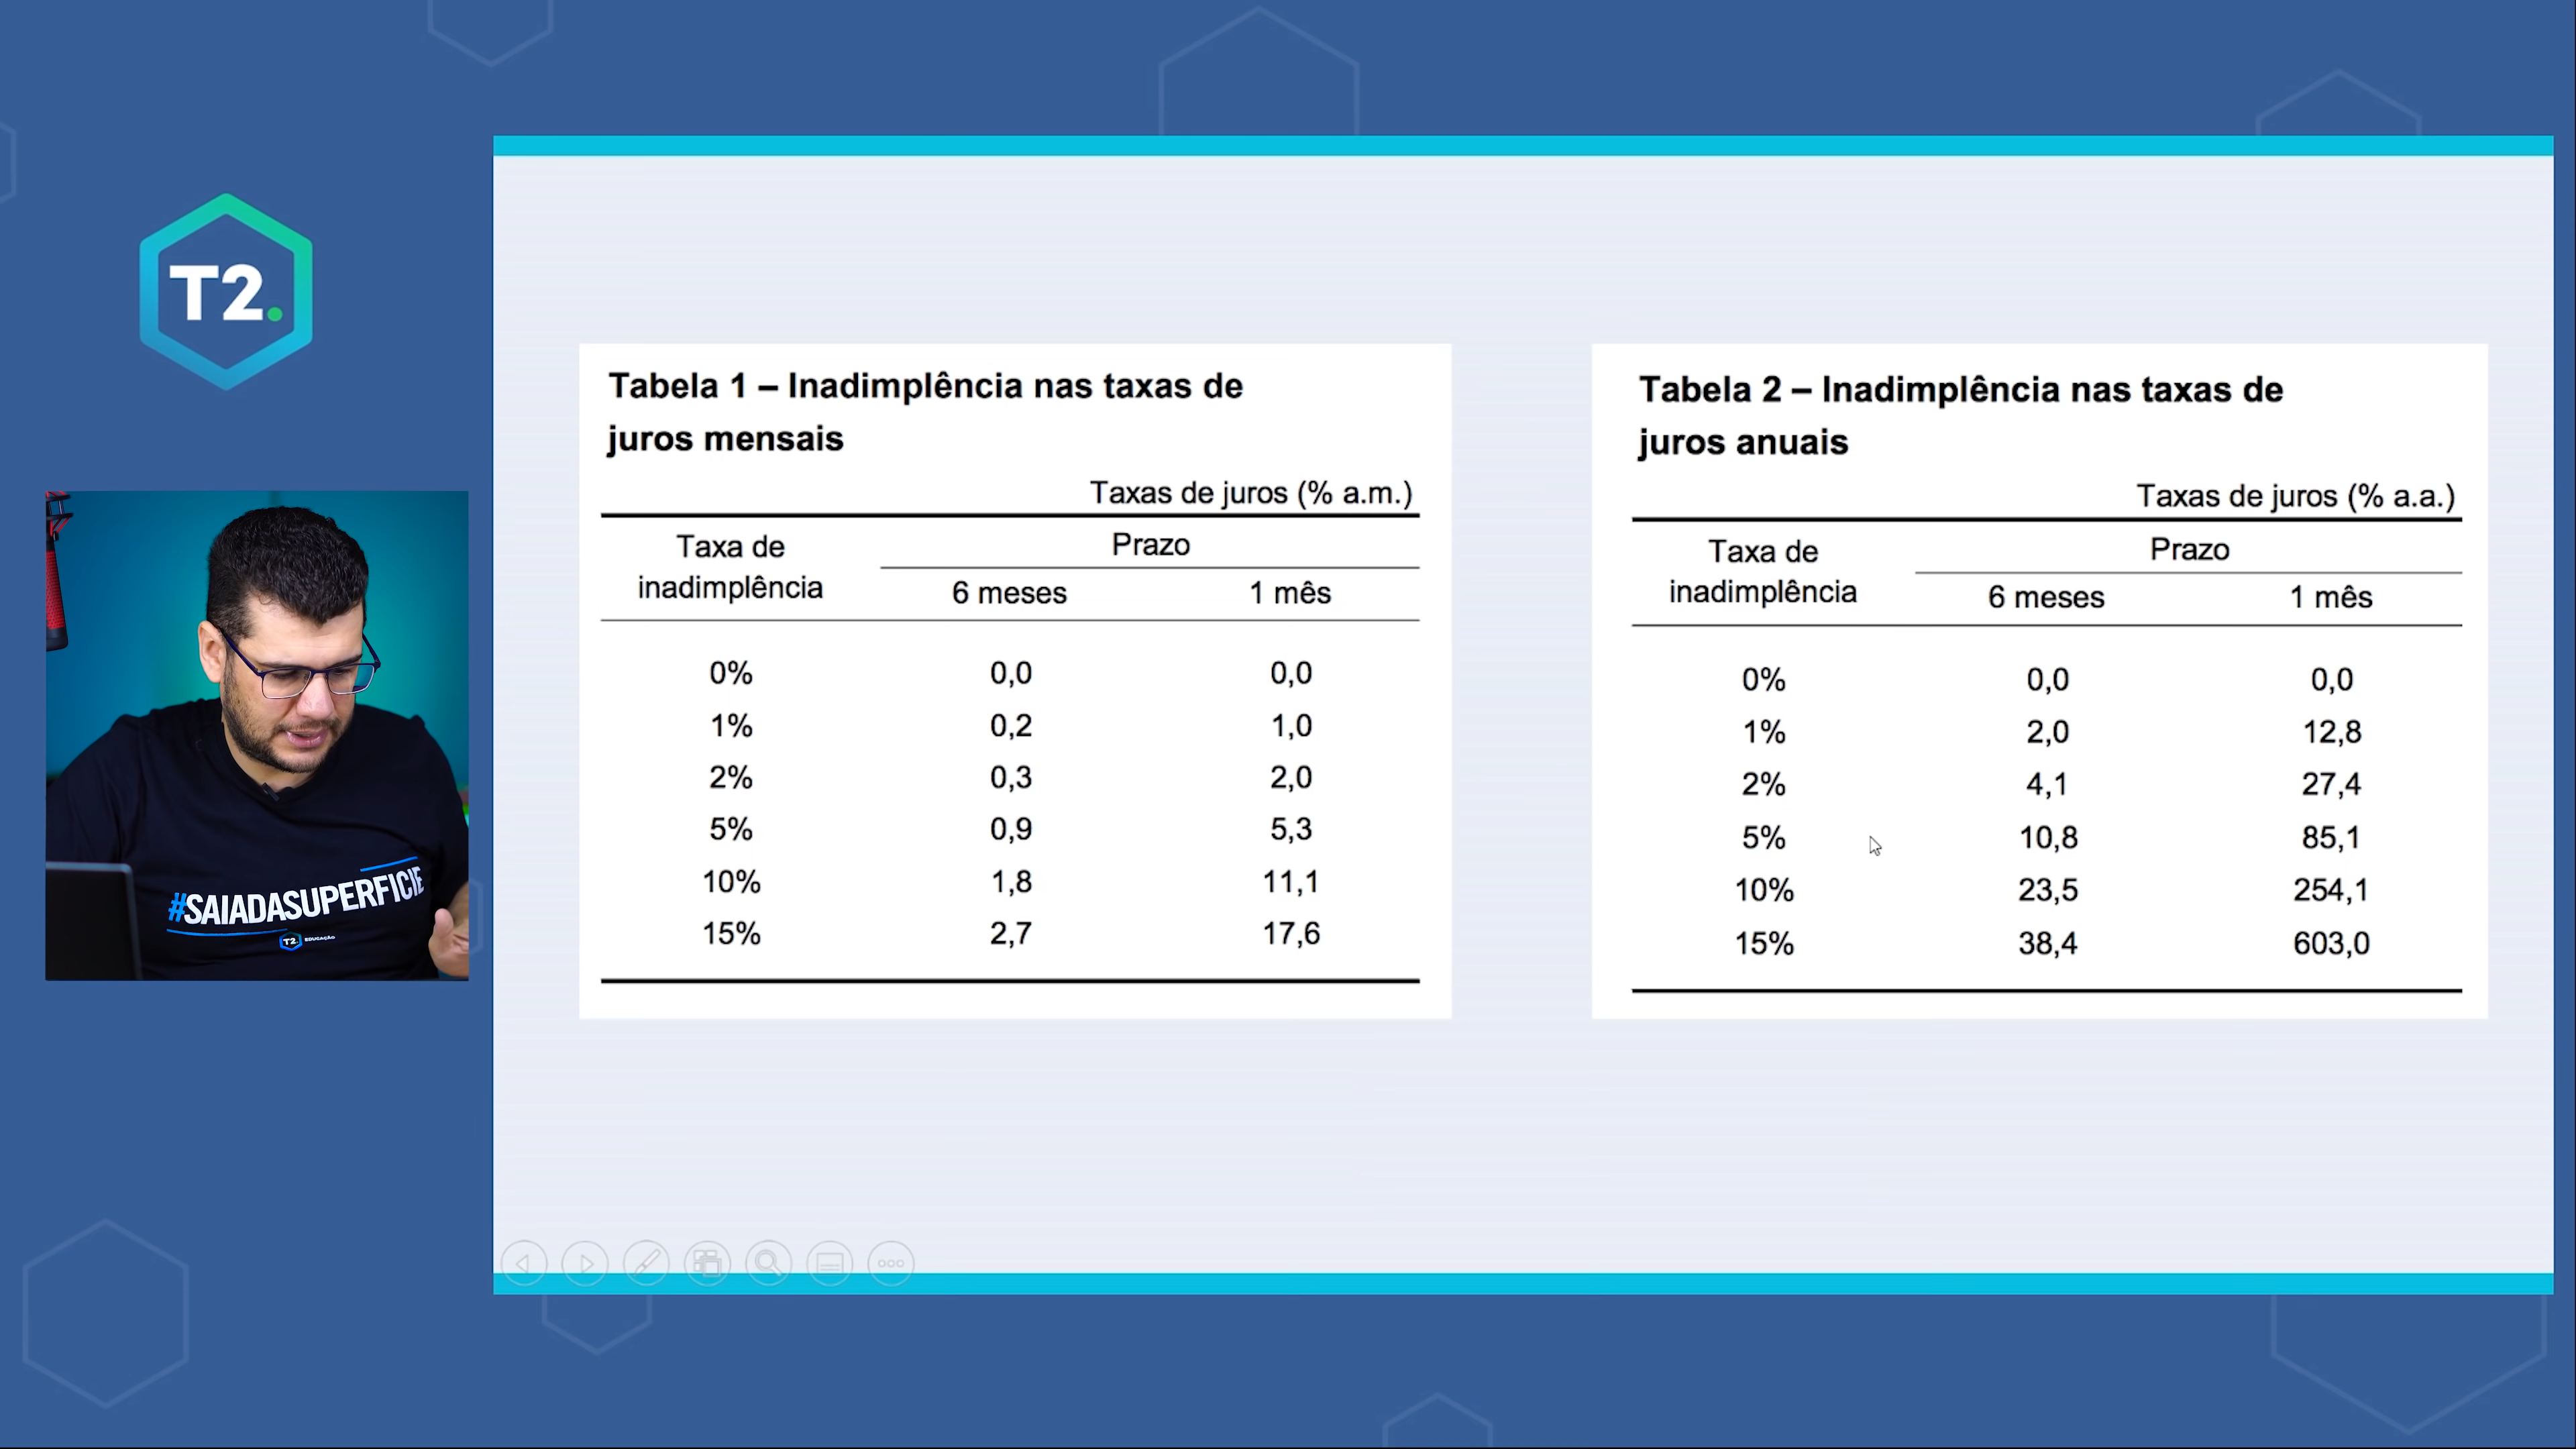 T2.
#SAIADASUPERFICIE
T2. EDUCAÇÃO
Tabela 1 – Inadimplência nas taxas de
juros mensais
Taxas de juros (% a.m.)
Taxa de inadimplência Prazo
6 meses 1 mês
0% 0,0 0,0
1% 0,2 1,0
2% 0,3 2,0
5% 0,9 5,3
10% 1,8 11,1
15% 2,7 17,6
Tabela 2 – Inadimplência nas taxas de
juros anuais
Taxas de juros (% a.a.)
Taxa de inadimplência Prazo
6 meses 1 mês
0% 0,0 0,0
1% 2,0 12,8
2% 4,1 27,4
5% 10,8 85,1
10% 23,5 254,1
15% 38,4 603,0